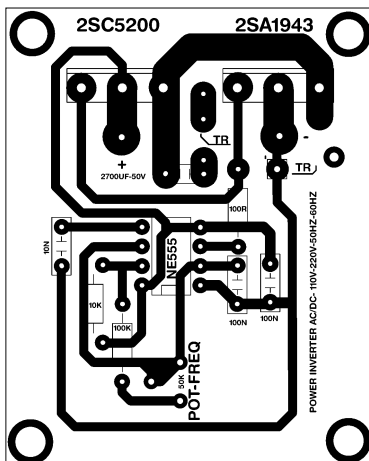 2SC5200
2SA1943
TR
+
-
2700UF-50V
TR
100R
10N
NE555
10K
100K
100N
100N
50K
POT-FREQ
POWER INVERTER AC/DC- 110V-220V-50HZ-60HZ